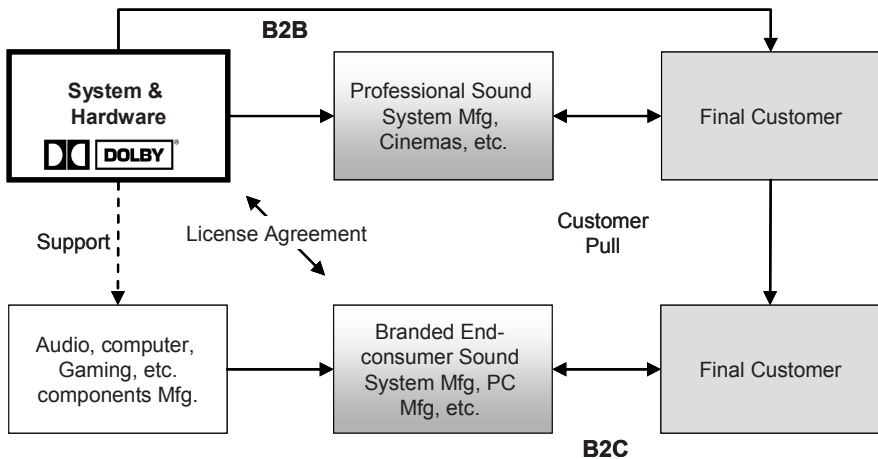 B2B
System &
Hardware
DOLBY®
Professional Sound
System Mfg,
Cinemas, etc.
Final Customer
Support
License Agreement
Customer
Pull
Audio, computer,
Gaming, etc.
components Mfg.
Branded End-
consumer Sound
System Mfg, PC
Mfg, etc.
Final Customer
B2C